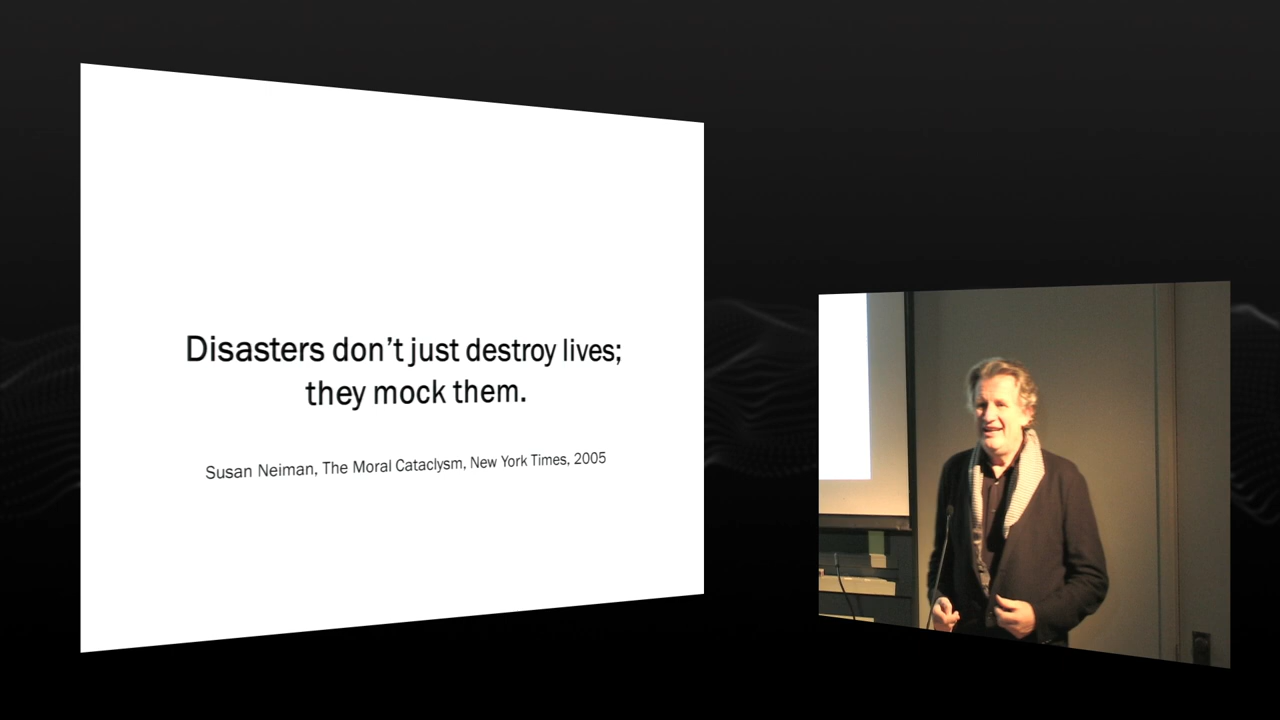 Disasters don’t just destroy lives;
they mock them.
Susan Neiman, The Moral Cataclysm, New York Times, 2005